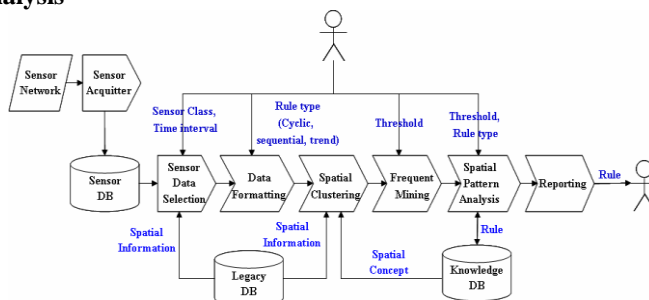 alysis
Sensor
Network
Sensor
Acquitter
Sensor Class,
Time interval
Rule type
(Cyclic,
sequential, trend)
Threshold
Threshold,
Rule type
Sensor
DB
Sensor
Data
Selection
Data
Formatting
Spatial
Clustering
Frequent
Mining
Spatial
Pattern
Analysis
Reporting
Rule
Spatial
Information
Spatial
Information
Rule
Legacy
DB
Spatial
Concept
Knowledge
DB